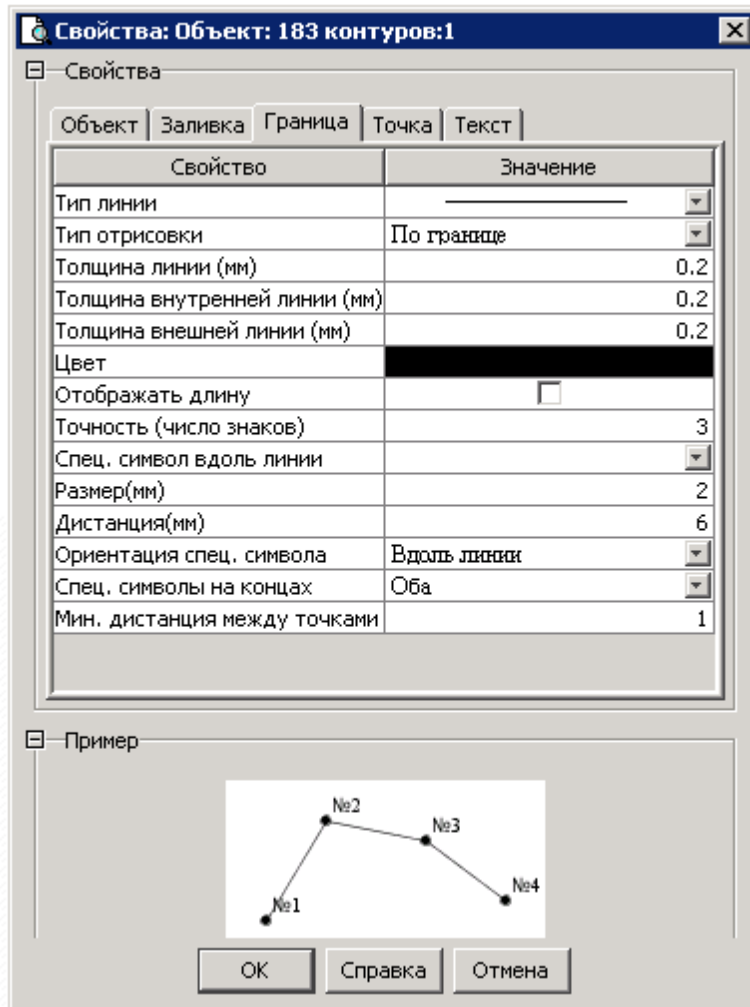 Свойства: Объект: 183 контуров:1
Свойства
Объект Заливка Граница Точка Текст
Свойство Значение
Тип линии
Тип отрисовки По границе
Толщина линии (мм) 0.2
Толщина внутренней линии (мм) 0.2
Толщина внешней линии (мм) 0.2
Цвет
Отображать длину
Точность (число знаков) 3
Спец. символ вдоль линии
Размер(мм) 2
Дистанция(мм) 6
Ориентация спец. символа Вдоль линии
Спец. символы на концах Оба
Мин. дистанция между точками 1
Пример
№2
№3
№4
№1
OK Справка Отмена